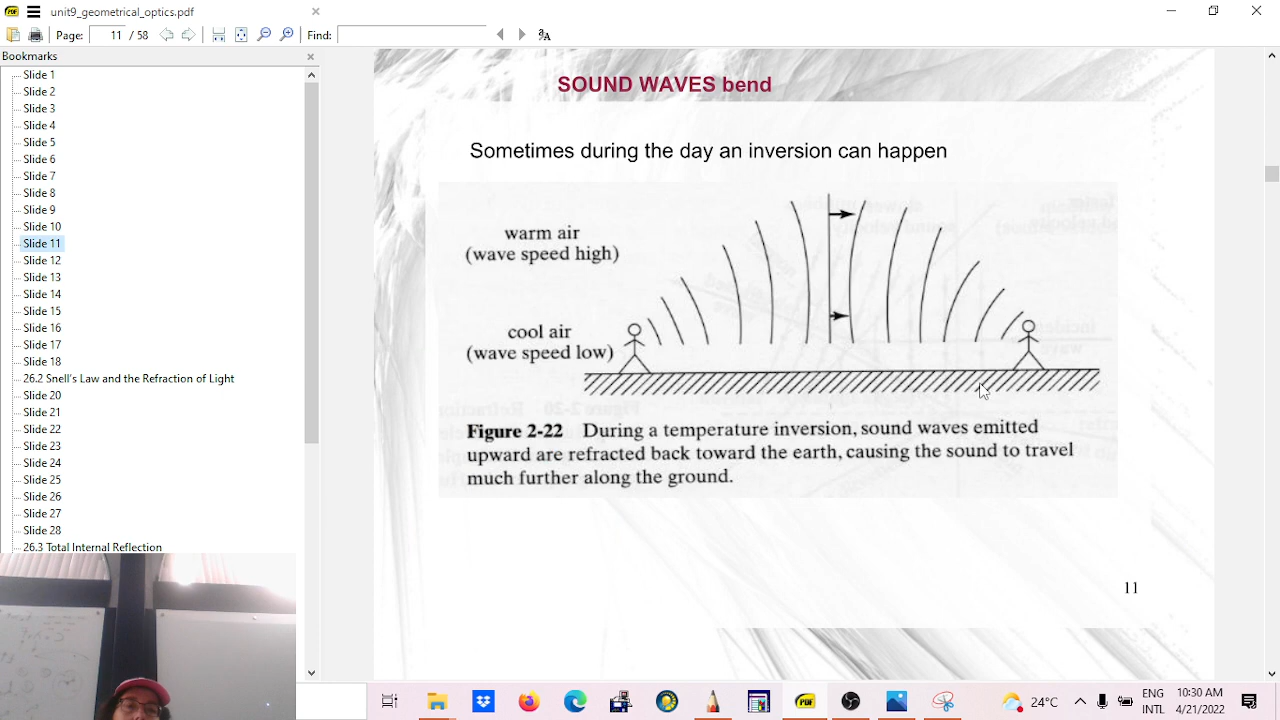 unit9_geometrical_optics.pdf
Page: 11 / 58
Find:
Bookmarks
Slide 1
Slide 2
Slide 3
Slide 4
Slide 5
Slide 6
Slide 7
Slide 8
Slide 9
Slide 10
Slide 11
Slide 12
Slide 13
Slide 14
Slide 15
Slide 16
Slide 17
Slide 18
26.2 Snell's Law and the Refraction of Light
Slide 20
Slide 21
Slide 22
Slide 23
Slide 24
Slide 25
Slide 26
Slide 27
Slide 28
26.3 Total Internal Reflection
SOUND WAVES bend
Sometimes during the day an inversion can happen
warm air
(wave speed high)
cool air
(wave speed low)
Figure 2-22 During a temperature inversion, sound waves emitted
upward are refracted back toward the earth, causing the sound to travel
much further along the ground.
11
PDF
24°C
ENG
INTL
10:30 AM
4/21/2022